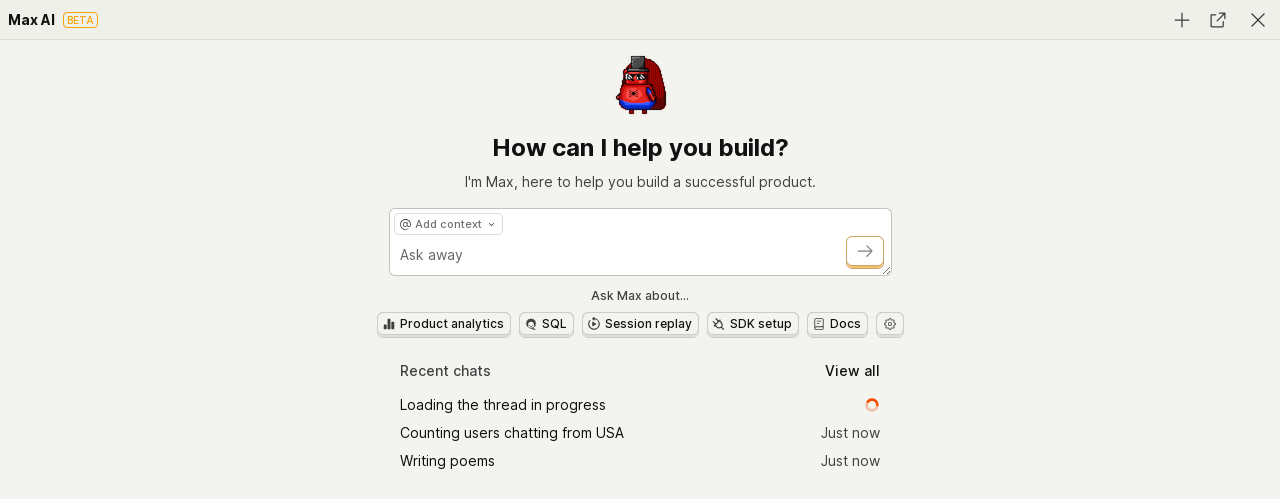 Max AI BETA
How can I help you build?
I'm Max, here to help you build a successful product.
@ Add context
Ask away
Ask Max about...
Product analytics SQL Session replay SDK setup Docs
Recent chats View all
Loading the thread in progress
Counting users chatting from USA Just now
Writing poems Just now